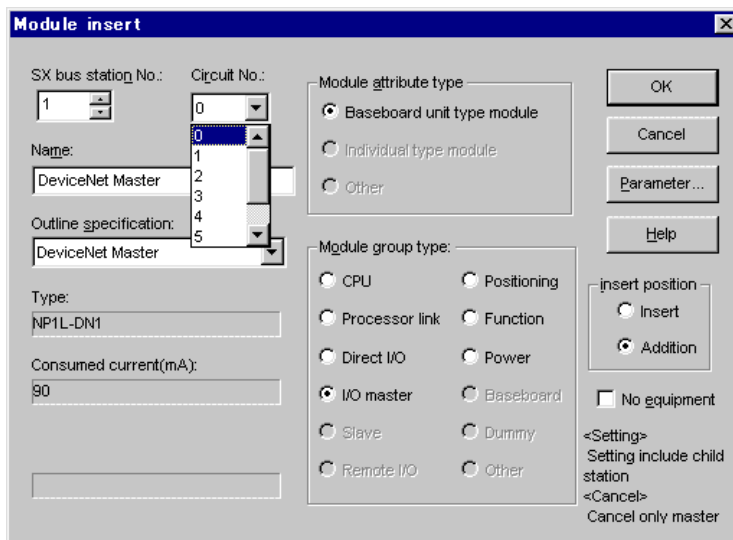 Module insert
SX bus station No.:
Circuit No.:
1
0
0
1
2
3
4
5
Name:
DeviceNet Master
Outline specification:
DeviceNet Master
Type:
NP1L-DN1
Consumed current(mA):
90
Module attribute type
Baseboard unit type module
Individual type module
Other
Module group type:
CPU
Positioning
Processor link
Function
Direct I/O
Power
I/O master
Baseboard
Slave
Dummy
Remote I/O
Other
OK
Cancel
Parameter...
Help
insert position
Insert
Addition
No equipment
<Setting>
Setting include child
station
<Cancel>
Cancel only master